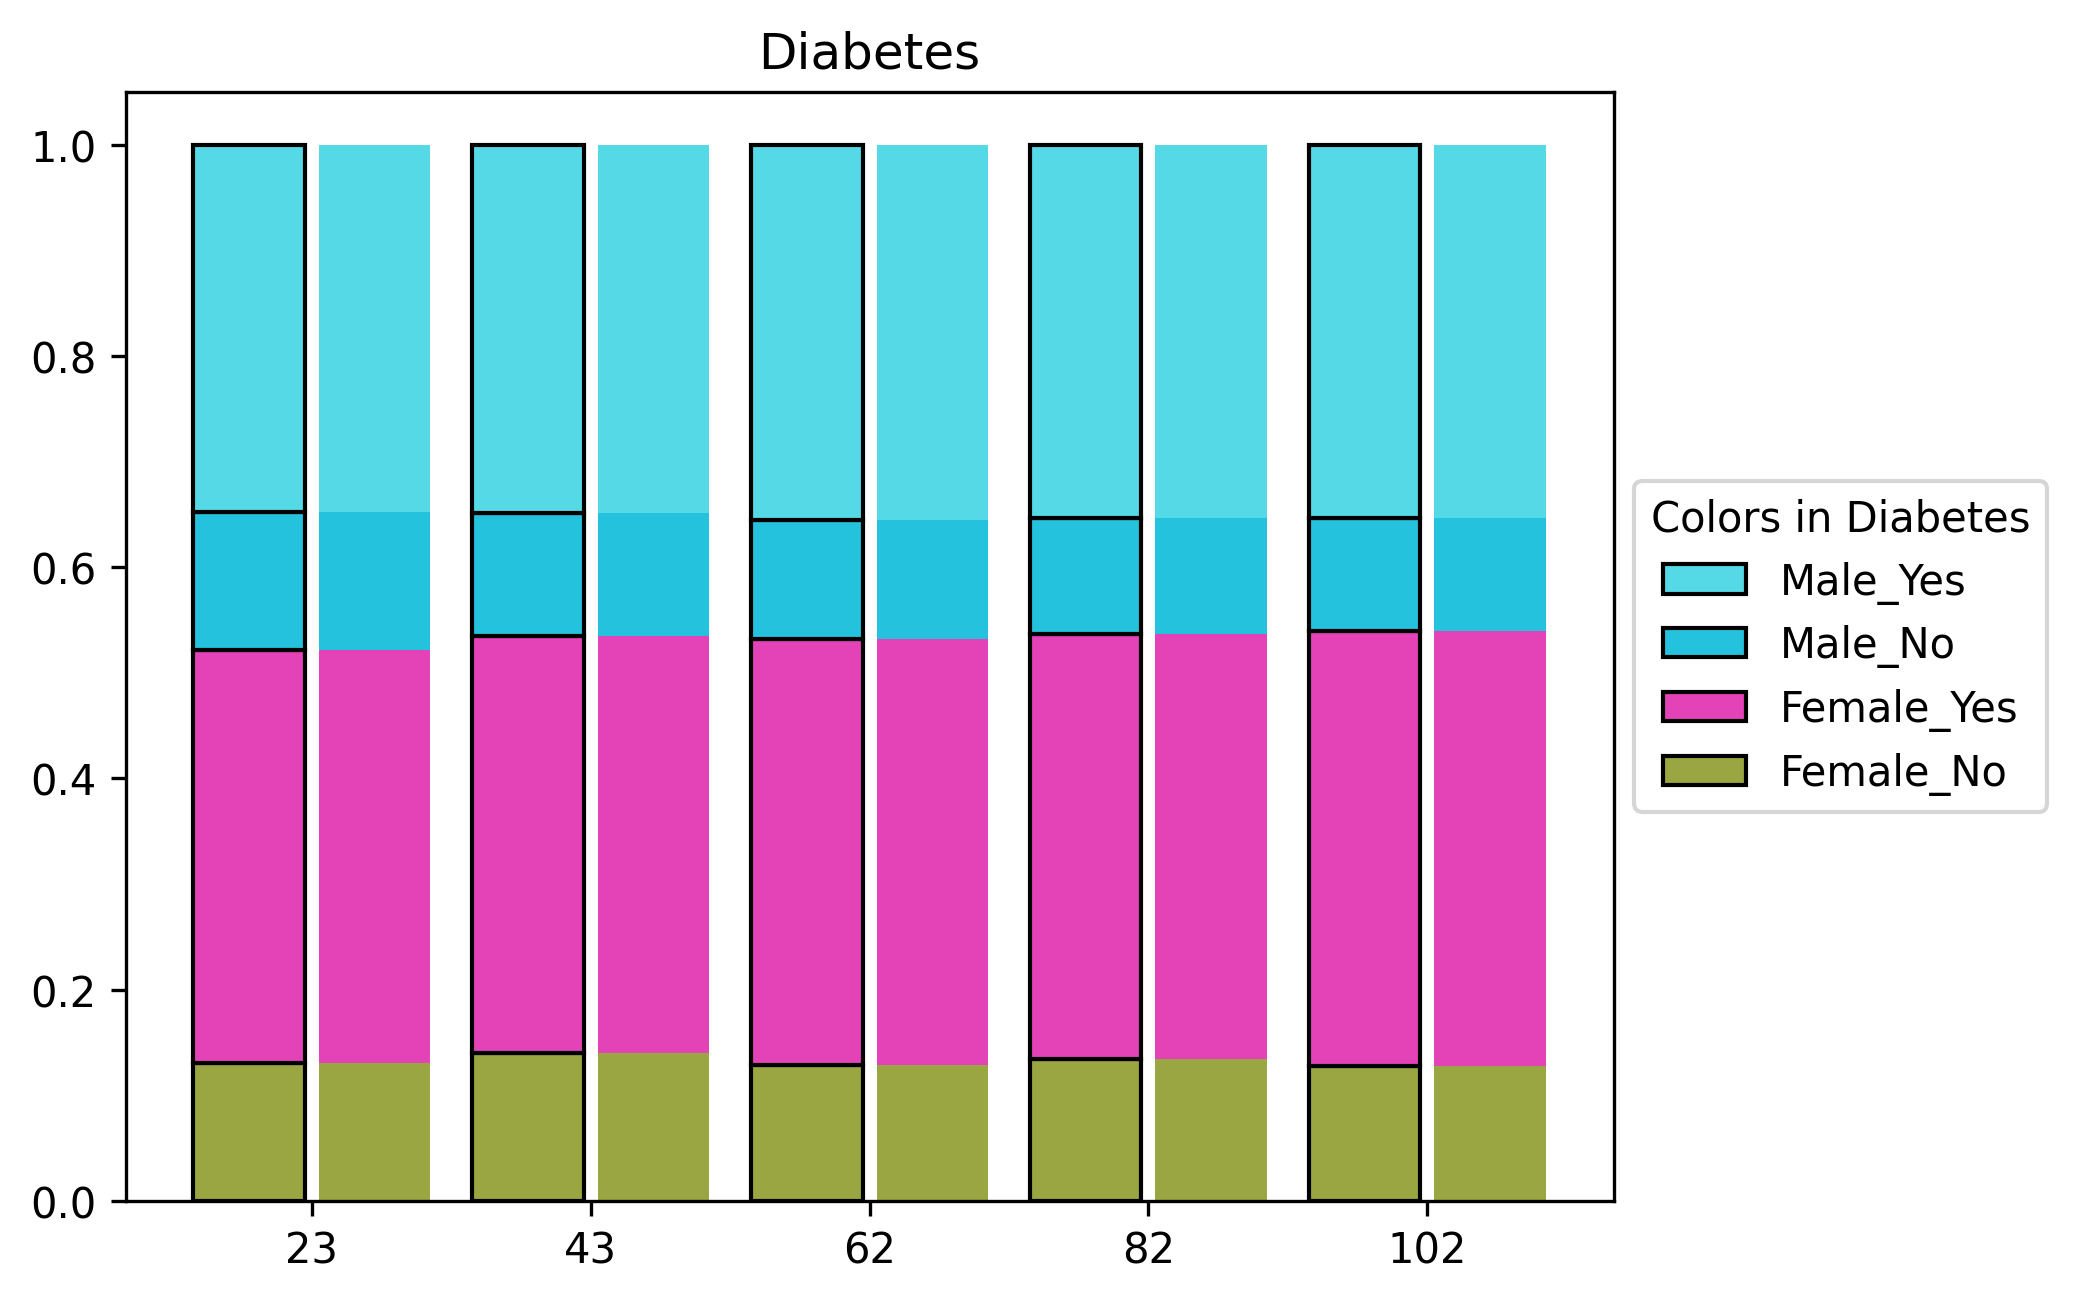 Diabetes
1.0
0.8
0.6
0.4
0.2
0.0
23 43 62 82 102
Colors in Diabetes
Male_Yes
Male_No
Female_Yes
Female_No